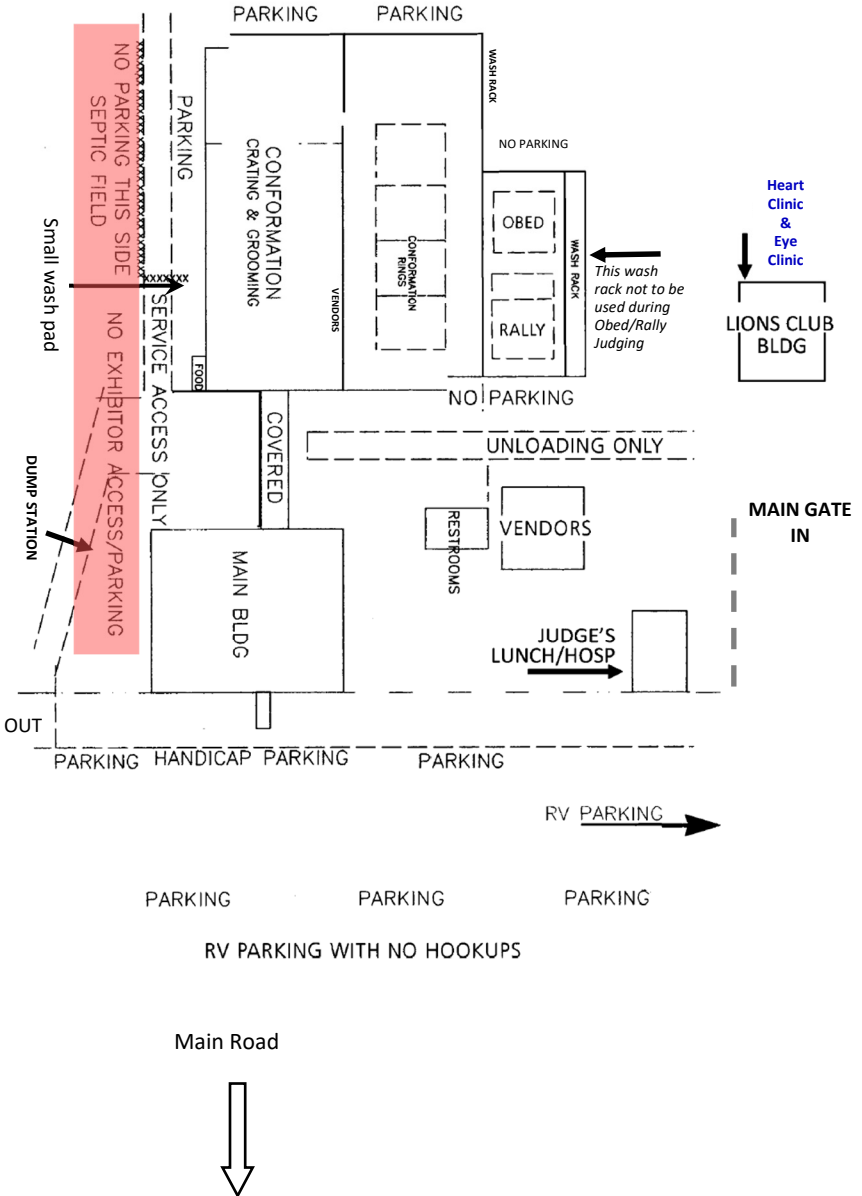 PARKING
PARKING
WASH RACK
NO PARKING
NO PARKING THIS SIDE
SEPTIC FIELD
PARKING
CONFORMATION
CRATING & GROOMING
CONFORMATION
RINGS
VENDORS
OBED
RALLY
WASH RACK
This wash
rack not to be
used during
Obed/Rally
Judging
Heart
Clinic
&
Eye
Clinic
LIONS CLUB
BLDG
Small wash pad
SERVICE ACCESS ONLY
NO EXHIBITOR ACCESS/PARKING
FOOD
NO PARKING
COVERED
UNLOADING ONLY
DUMP STATION
RESTROOMS
VENDORS
MAIN GATE
IN
MAIN BLDG
JUDGE'S
LUNCH/HOSP
OUT
PARKING
HANDICAP PARKING
PARKING
RV PARKING
PARKING
PARKING
PARKING
RV PARKING WITH NO HOOKUPS
Main Road